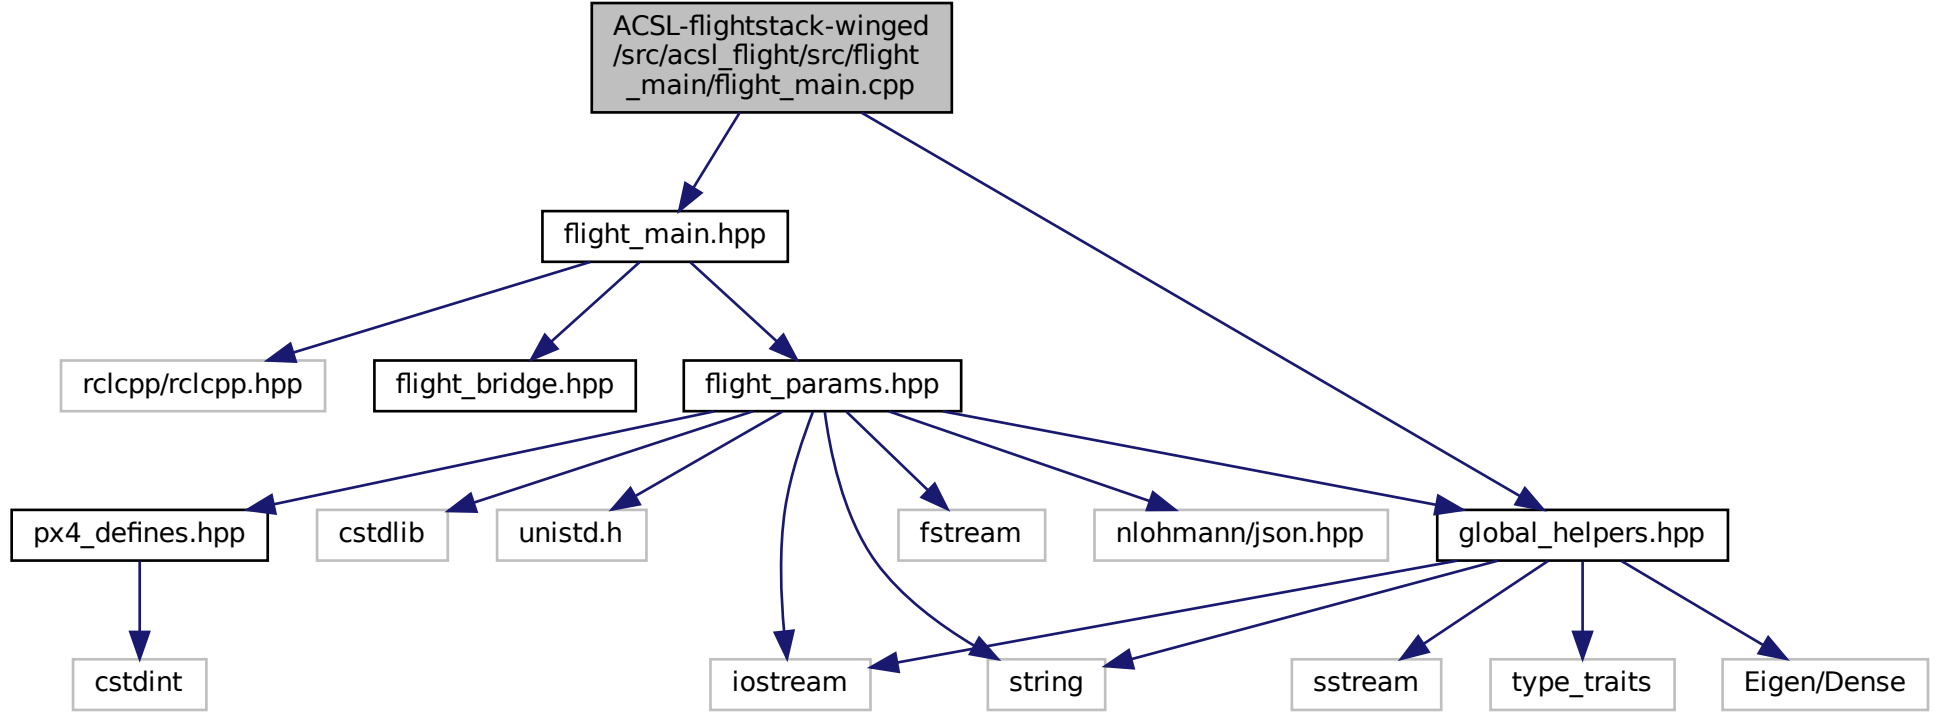 ACSL-flightstack-winged
/src/acsl_flight/src/flight
_main/flight_main.cpp
flight_main.hpp
rclcpp/rclcpp.hpp
flight_bridge.hpp
flight_params.hpp
px4_defines.hpp
cstdlib
unistd.h
fstream
nlohmann/json.hpp
global_helpers.hpp
cstdint
iostream
string
sstream
type_traits
Eigen/Dense